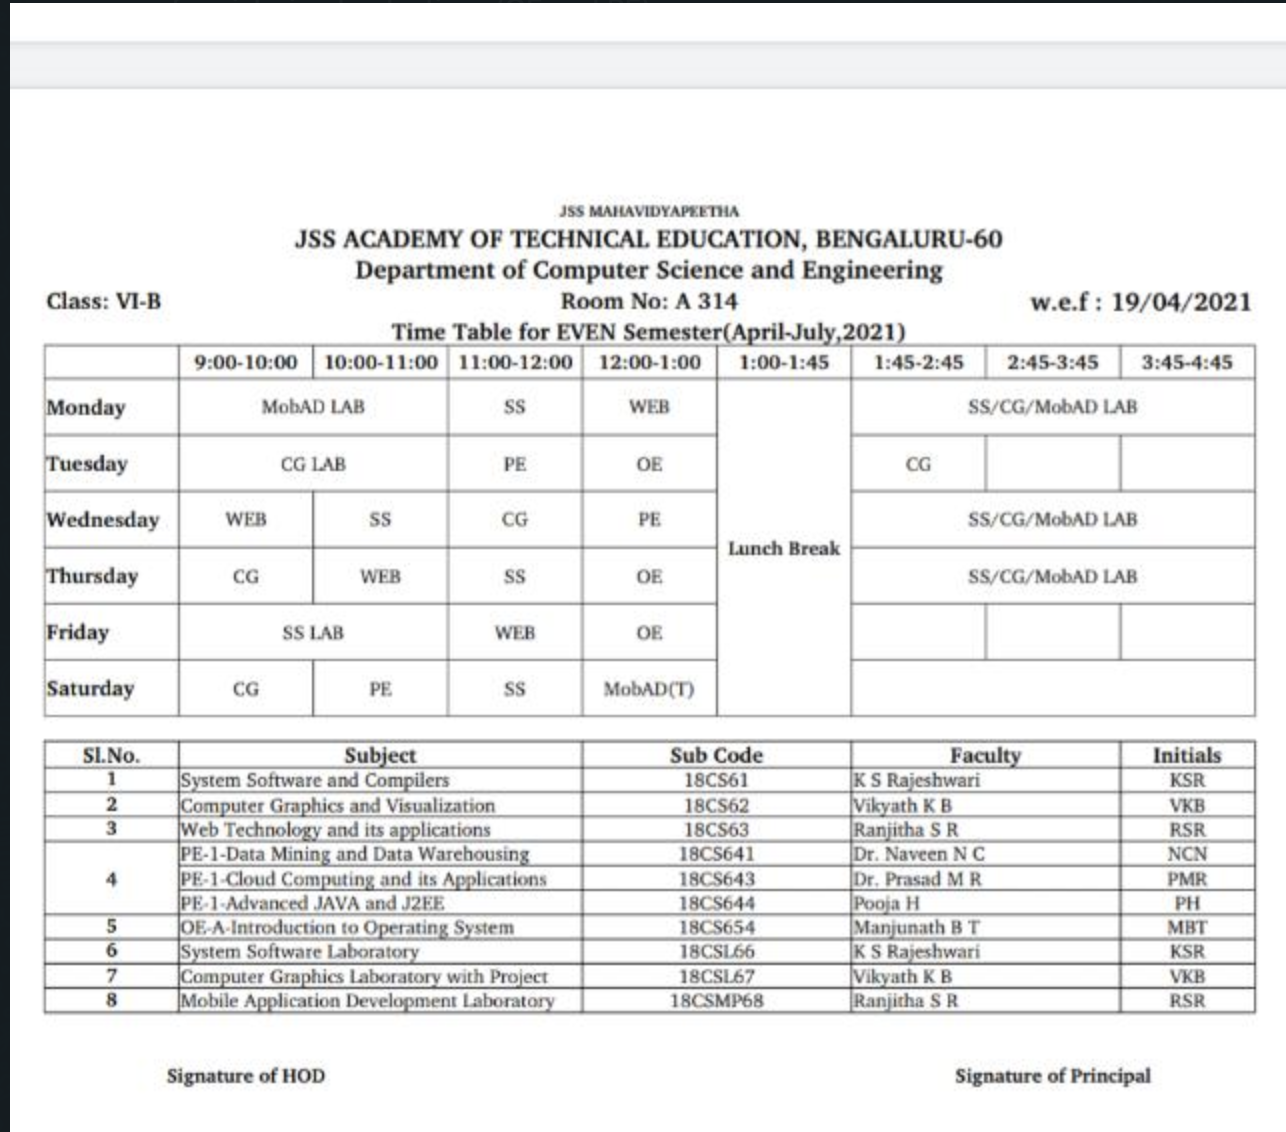 JSS MAHAVIDYAPEETHA
JSS ACADEMY OF TECHNICAL EDUCATION, BENGALURU-60
Department of Computer Science and Engineering
Class: VI-B Room No: A 314 w.e.f : 19/04/2021
Time Table for EVEN Semester(April-July,2021)
9:00-10:00 10:00-11:00 11:00-12:00 12:00-1:00 1:00-1:45 1:45-2:45 2:45-3:45 3:45-4:45
Monday MobAD LAB SS WEB SS/CG/MobAD LAB
Tuesday CG LAB PE OE CG
Wednesday WEB SS CG PE SS/CG/MobAD LAB
Lunch Break
Thursday CG WEB SS OE SS/CG/MobAD LAB
Friday SS LAB WEB OE
Saturday CG PE SS MobAD(T)
Sl.No. Subject Sub Code Faculty Initials
1 System Software and Compilers 18CS61 K S Rajeshwari KSR
2 Computer Graphics and Visualization 18CS62 Vikyath K B VKB
3 Web Technology and its applications 18CS63 Ranjitha S R RSR
PE-1-Data Mining and Data Warehousing 18CS641 Dr. Naveen N C NCN
4 PE-1-Cloud Computing and its Applications 18CS643 Dr. Prasad M R PMR
PE-1-Advanced JAVA and J2EE 18CS644 Pooja H PH
5 OE-A-Introduction to Operating System 18CS654 Manjunath B T MBT
6 System Software Laboratory 18CSL66 K S Rajeshwari KSR
7 Computer Graphics Laboratory with Project 18CSL67 Vikyath K B VKB
8 Mobile Application Development Laboratory 18CSMP68 Ranjitha S R RSR
Signature of HOD Signature of Principal